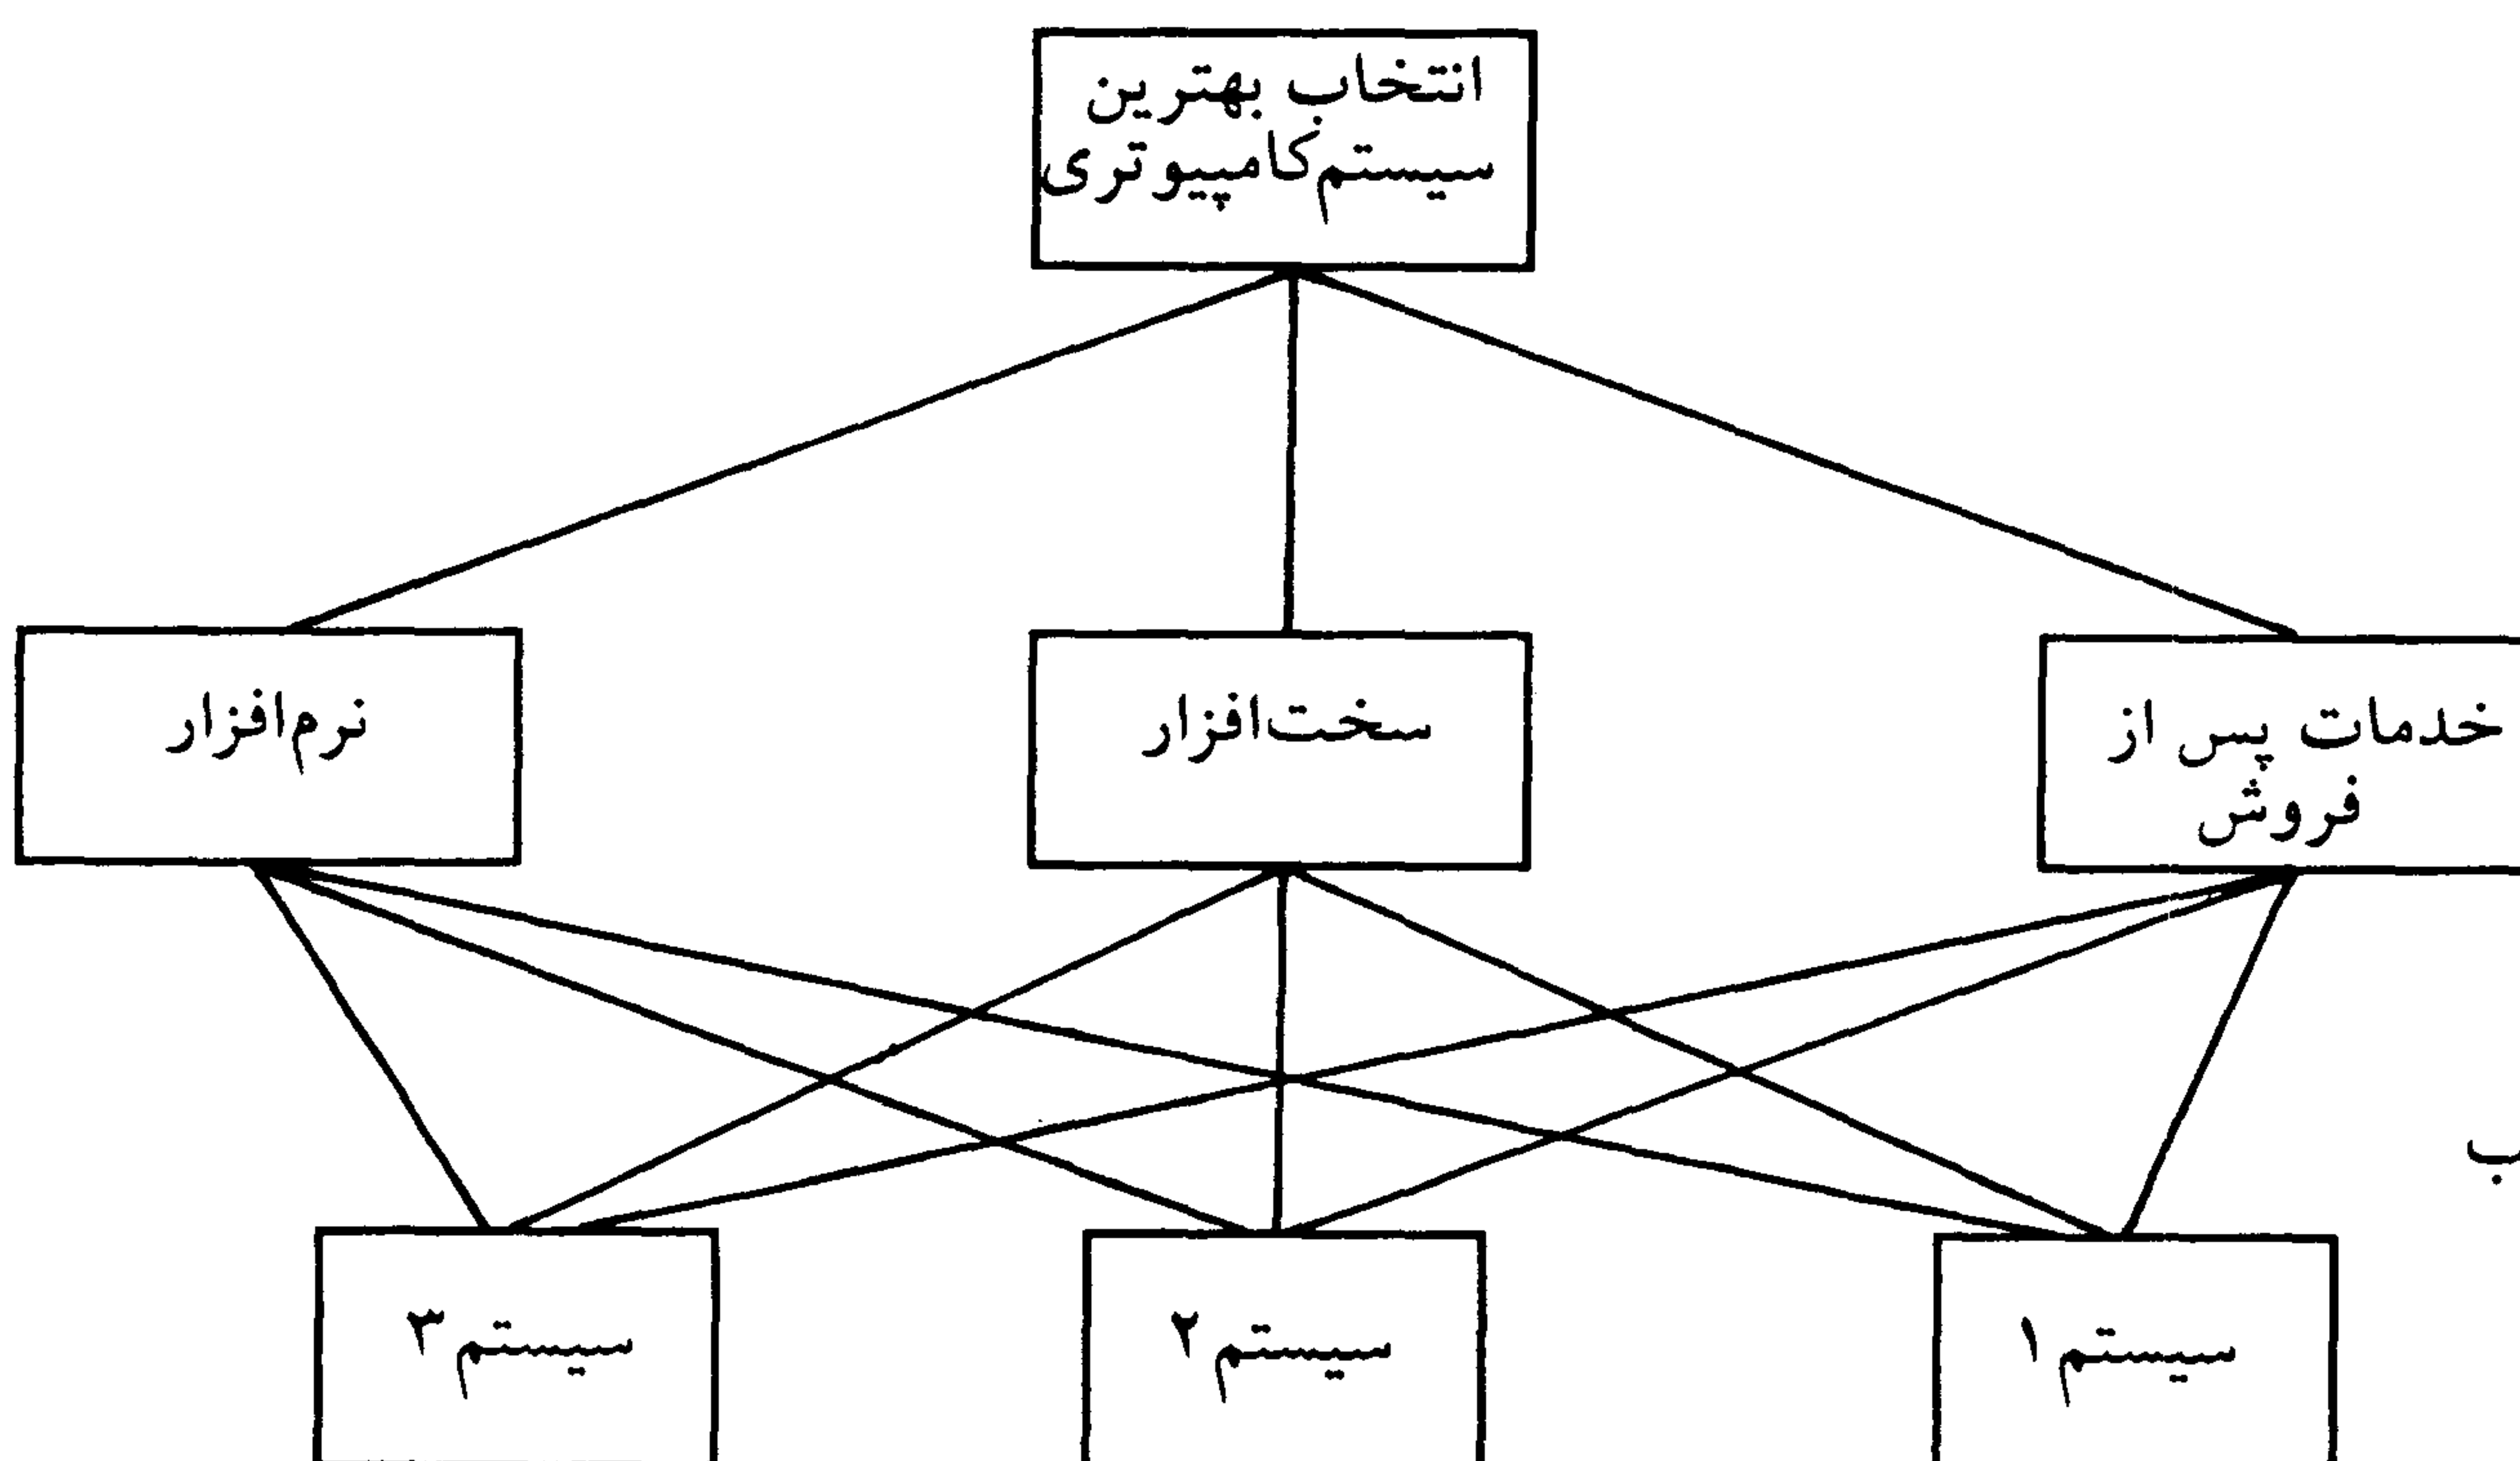 انتخاب بهترین
سیستم کامپیوتری
خدمات پس از
فروش
سخت‌افزار
نرم‌افزار
سیستم ۱
سیستم ۲
سیستم ۳